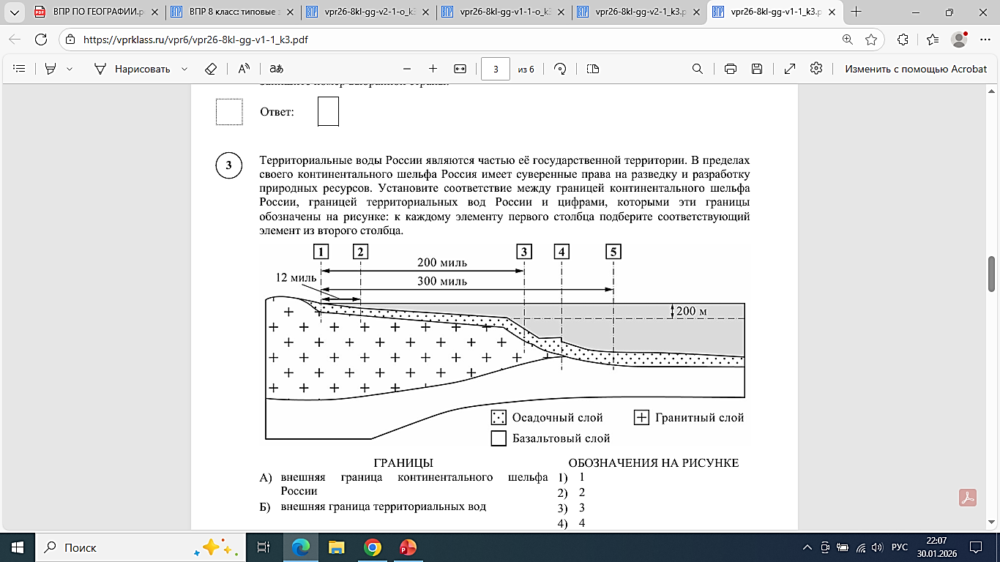 ВПР ПО ГЕОГРАФИИ.p
ВПР 8 класс: типовые з
vpr26-8kl-gg-v2-1-o_k3
vpr26-8kl-gg-v1-1-o_k3
vpr26-8kl-gg-v2-1_k3.p
vpr26-8kl-gg-v1-1_k3.p
https://vprklass.ru/vpr6/vpr26-8kl-gg-v1-1_k3.pdf
Нарисовать
аあ
3 из 6
Изменить с помощью Acrobat
Ответ:
3
Территориальные воды России являются частью её государственной территории. В пределах
своего континентального шельфа Россия имеет суверенные права на разведку и разработку
природных ресурсов. Установите соответствие между границей континентального шельфа
России, границей территориальных вод России и цифрами, которыми эти границы
обозначены на рисунке: к каждому элементу первого столбца подберите соответствующий
элемент из второго столбца.
1 2 3 4 5
200 миль
12 миль
300 миль
200 м
Осадочный слой
Гранитный слой
Базальтовый слой
ГРАНИЦЫ
ОБОЗНАЧЕНИЯ НА РИСУНКЕ
А) внешняя граница континентального шельфа
России
Б) внешняя граница территориальных вод
1) 1
2) 2
3) 3
4) 4
Поиск
РУС
22:07
30.01.2026